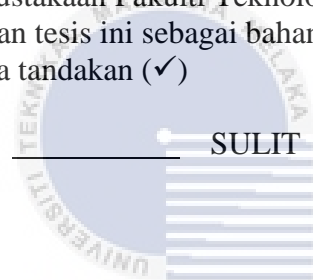 ustakaan Fakulti Teknolo
an tesis ini sebagai bahan
a tandakan (✓)
SULIT